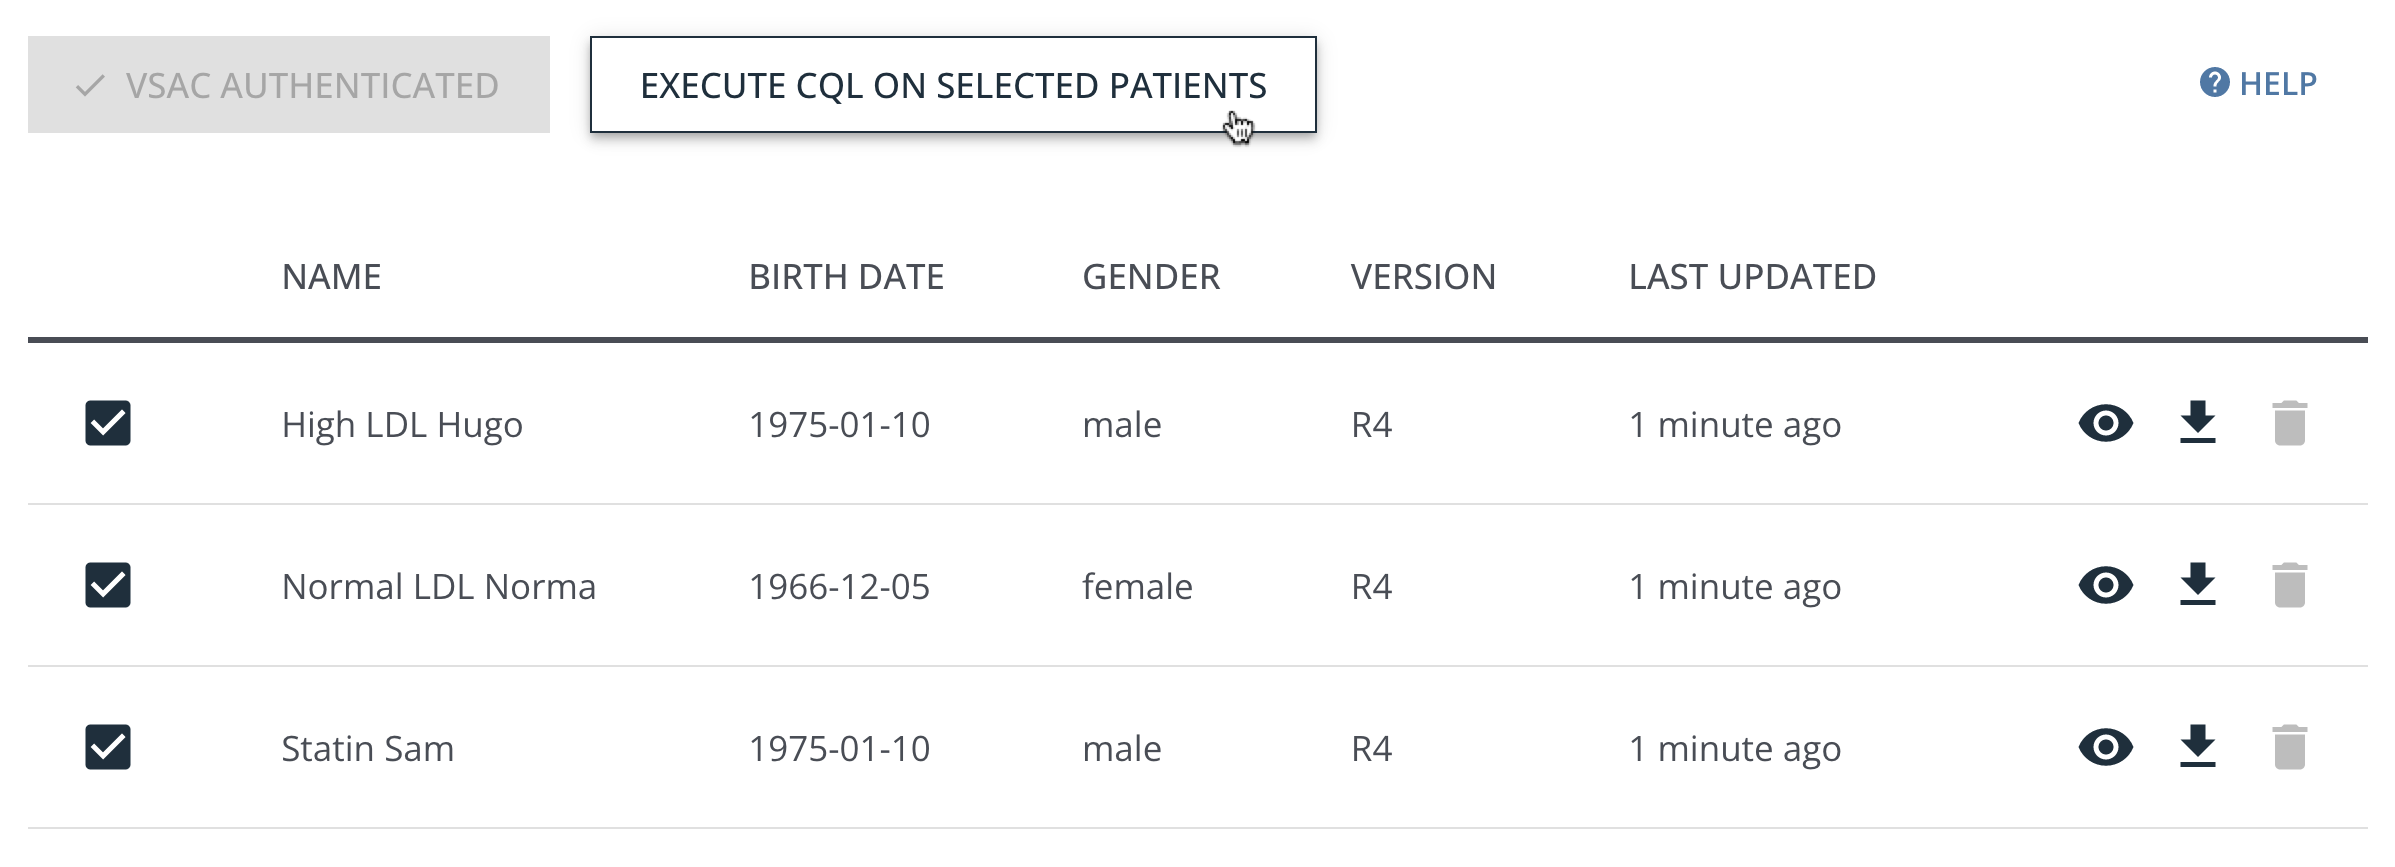 VSAC AUTHENTICATED
EXECUTE CQL ON SELECTED PATIENTS
HELP
NAME BIRTH DATE GENDER VERSION LAST UPDATED
High LDL Hugo 1975-01-10 male R4 1 minute ago
Normal LDL Norma 1966-12-05 female R4 1 minute ago
Statin Sam 1975-01-10 male R4 1 minute ago